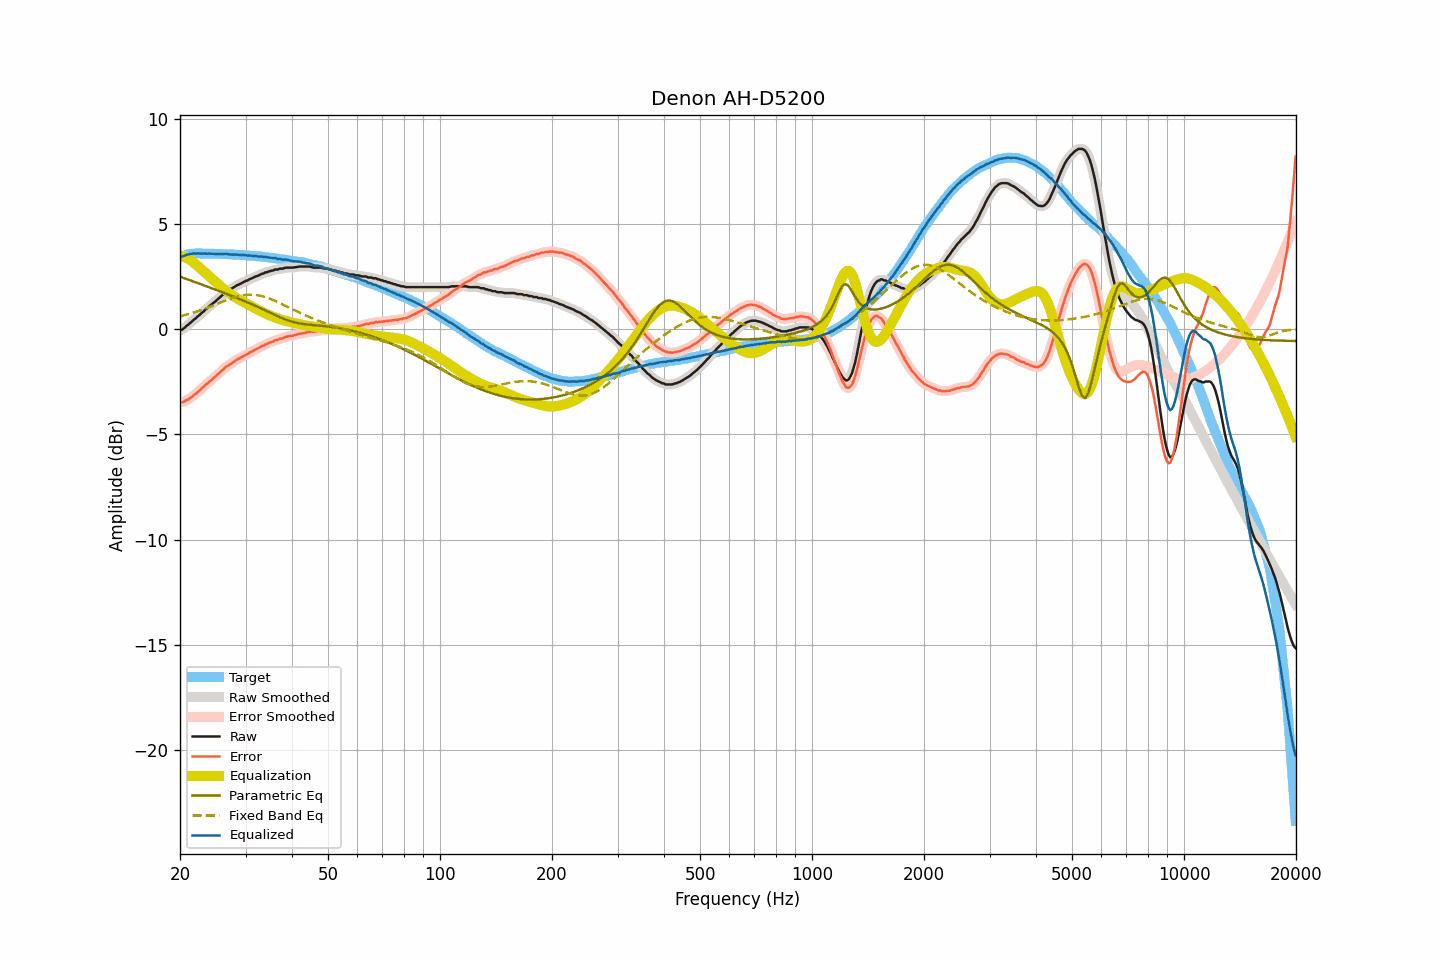 Denon AH-D5200
10
5
0
−5
−10
−15
−20
Amplitude (dBr)
Target
Raw Smoothed
Error Smoothed
Raw
Error
Equalization
Parametric Eq
Fixed Band Eq
Equalized
20 50 100 200 500 1000 2000 5000 10000 20000
Frequency (Hz)